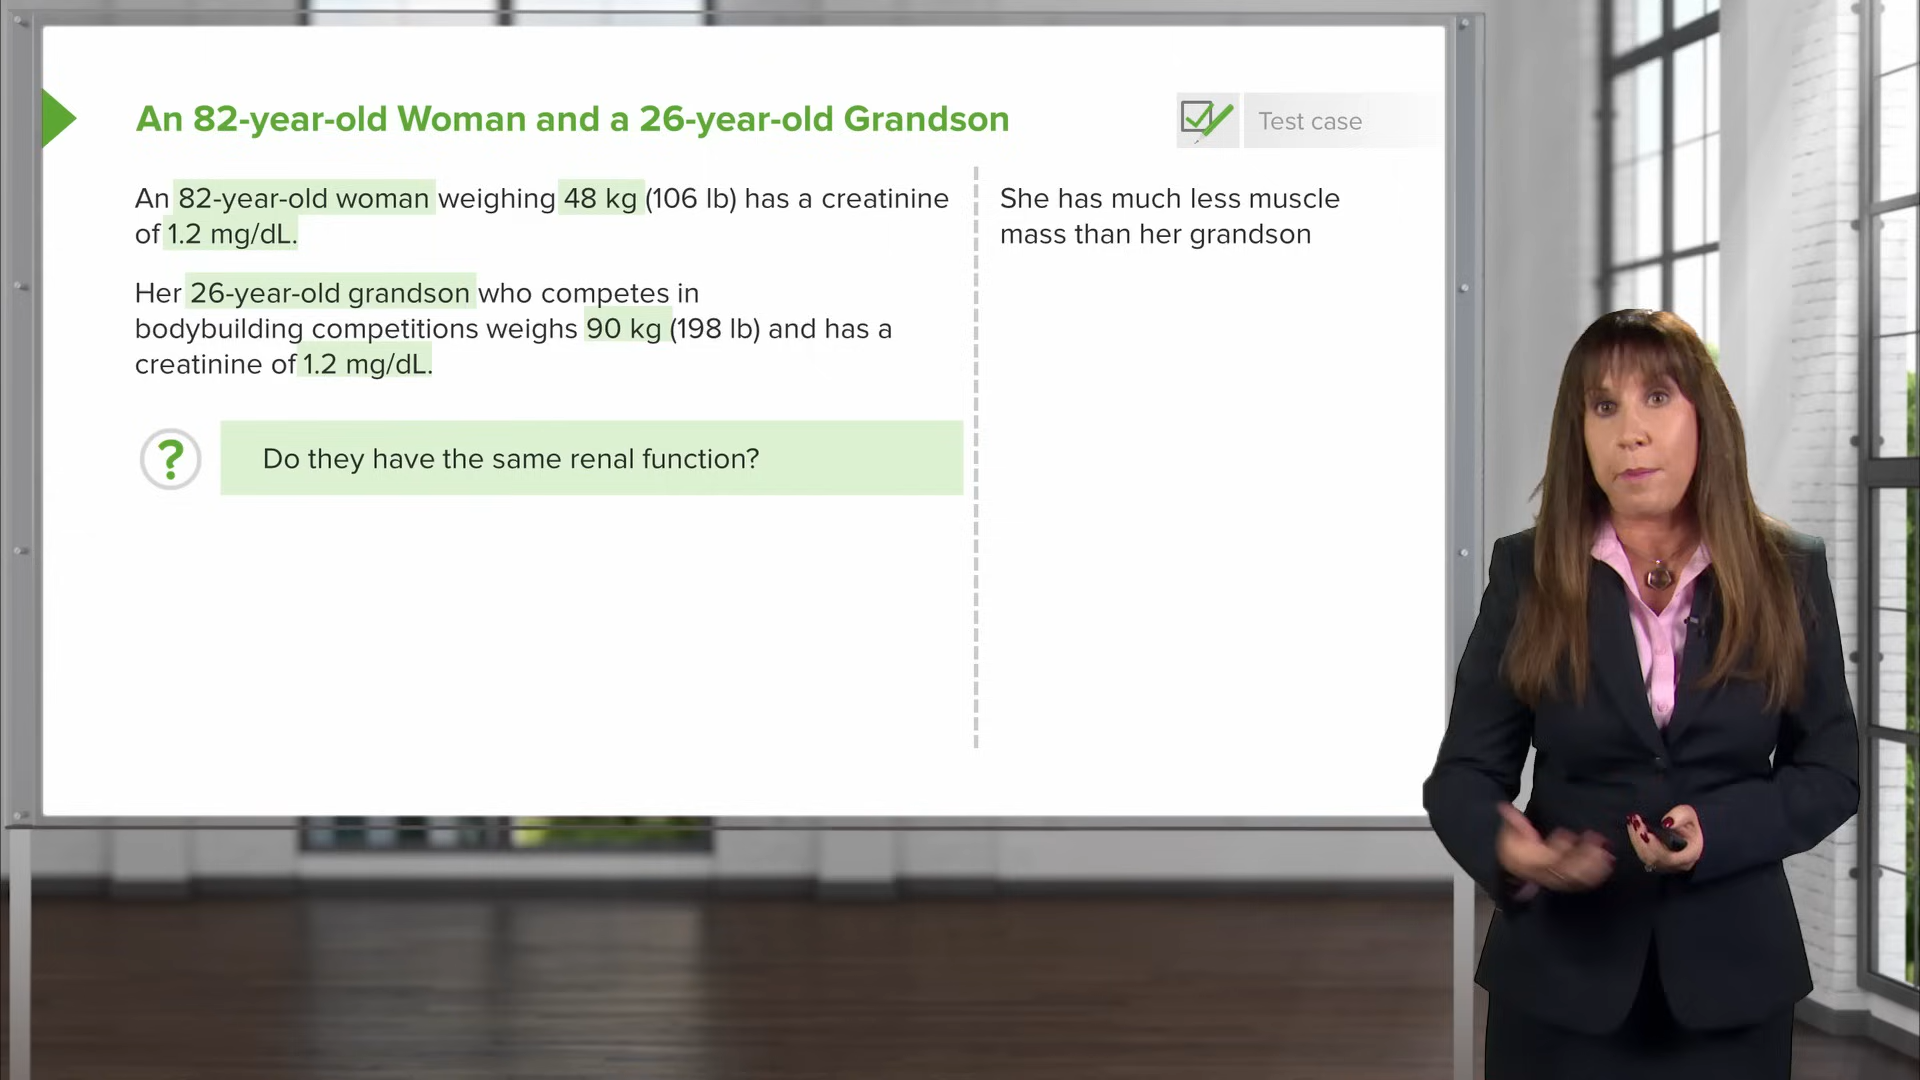 An 82-year-old Woman and a 26-year-old Grandson
Test case
An 82-year-old woman weighing 48 kg (106 lb) has a creatinine
of 1.2 mg/dL.
Her 26-year-old grandson who competes in
bodybuilding competitions weighs 90 kg (198 lb) and has a
creatinine of 1.2 mg/dL.
?
Do they have the same renal function?
She has much less muscle
mass than her grandson